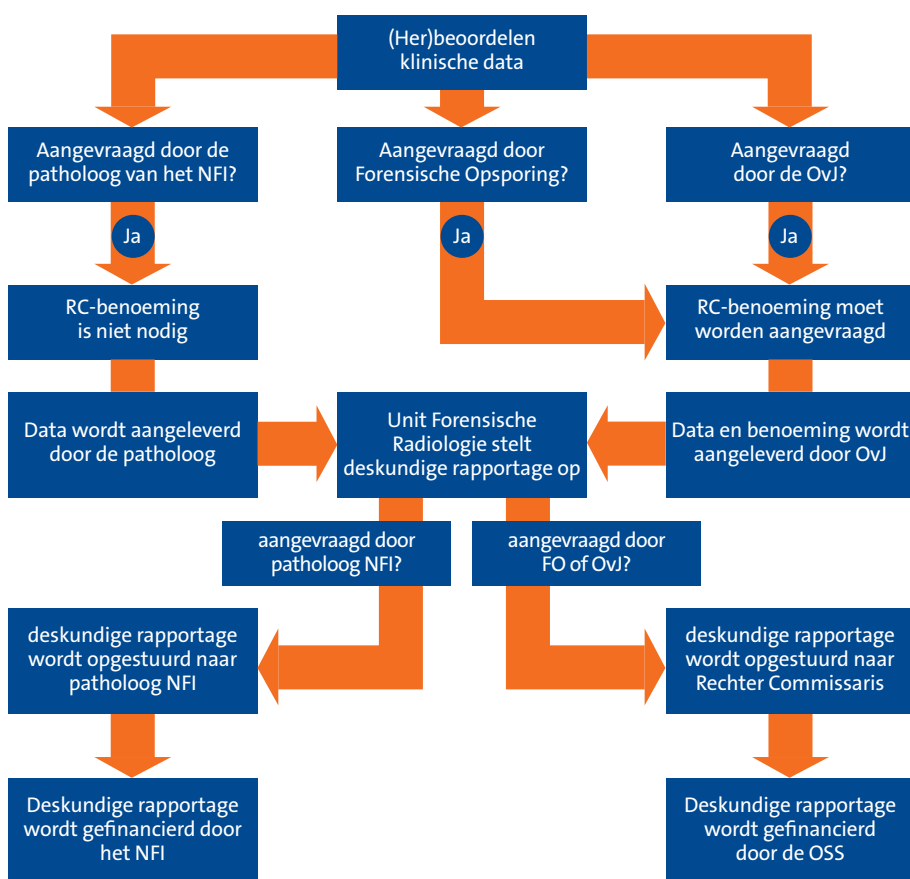 (Her)beoordelen
klinische data
Aangevraagd door de
patholoog van het NFI?
Aangevraagd door
Forensische Opsporing?
Aangevraagd
door de OvJ?
Ja
Ja
Ja
RC-benoeming
is niet nodig
RC-benoeming moet
worden aangevraagd
Data wordt aangeleverd
door de patholoog
Unit Forensische
Radiologie stelt
deskundige rapportage op
Data en benoeming wordt
aangeleverd door OvJ
aangevraagd door
patholoog NFI?
aangevraagd door
FO of OvJ?
deskundige rapportage
wordt opgestuurd naar
patholoog NFI
deskundige rapportage
wordt opgestuurd naar
Rechter Commissaris
Deskundige rapportage
wordt gefinancierd door
het NFI
Deskundige rapportage
wordt gefinancierd
door de OSS